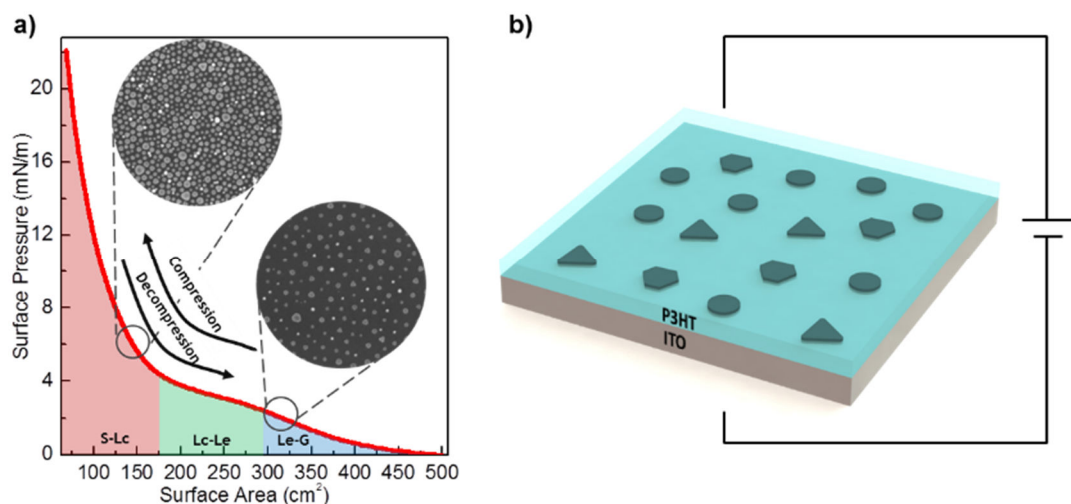 a)
Surface Pressure (mN/m)
20
16
12
8
4
0
Compression
Decompression
S-Lc
Lc-Le
Le-G
100 150 200 250 300 350 400 450 500
Surface Area (cm²)
b)
P3HT
ITO